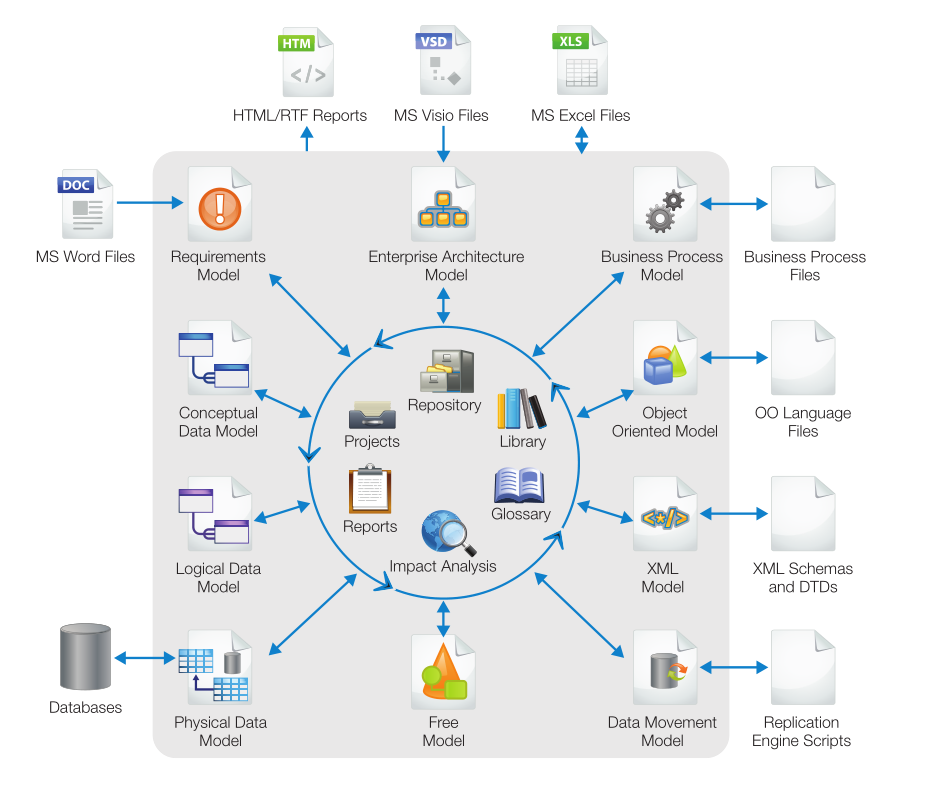 HTM
VSD
XLS
HTML/RTF Reports
MS Visio Files
MS Excel Files
DOC
MS Word Files
Requirements
Model
Enterprise Architecture
Model
Business Process
Model
Business Process
Files
Conceptual
Data Model
Repository
Projects
Library
Object
Oriented Model
OO Language
Files
Reports
Glossary
Impact Analysis
Logical Data
Model
XML
Model
XML Schemas
and DTDs
Databases
Physical Data
Model
Free
Model
Data Movement
Model
Replication
Engine Scripts